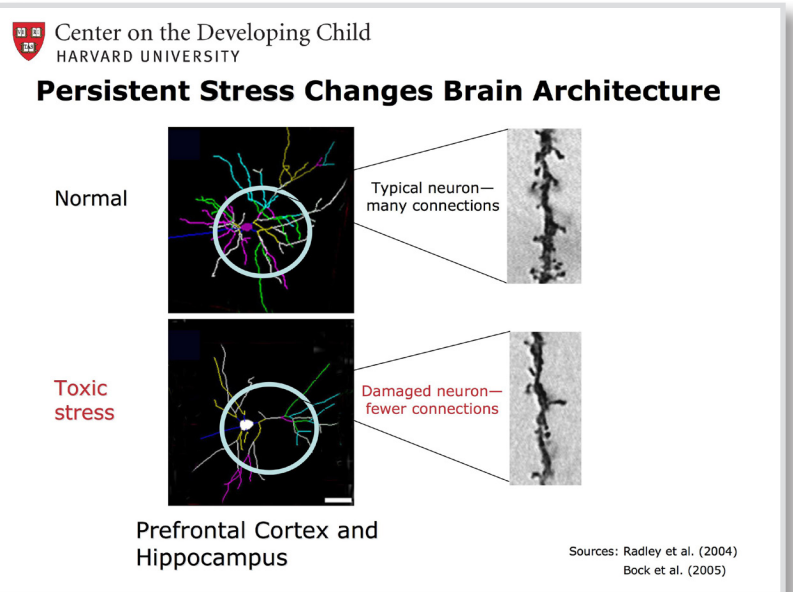 Center on the Developing Child
HARVARD UNIVERSITY
Persistent Stress Changes Brain Architecture
Normal
Typical neuron—
many connections
Toxic
stress
Damaged neuron—
fewer connections
Prefrontal Cortex and
Hippocampus
Sources: Radley et al. (2004)
Bock et al. (2005)